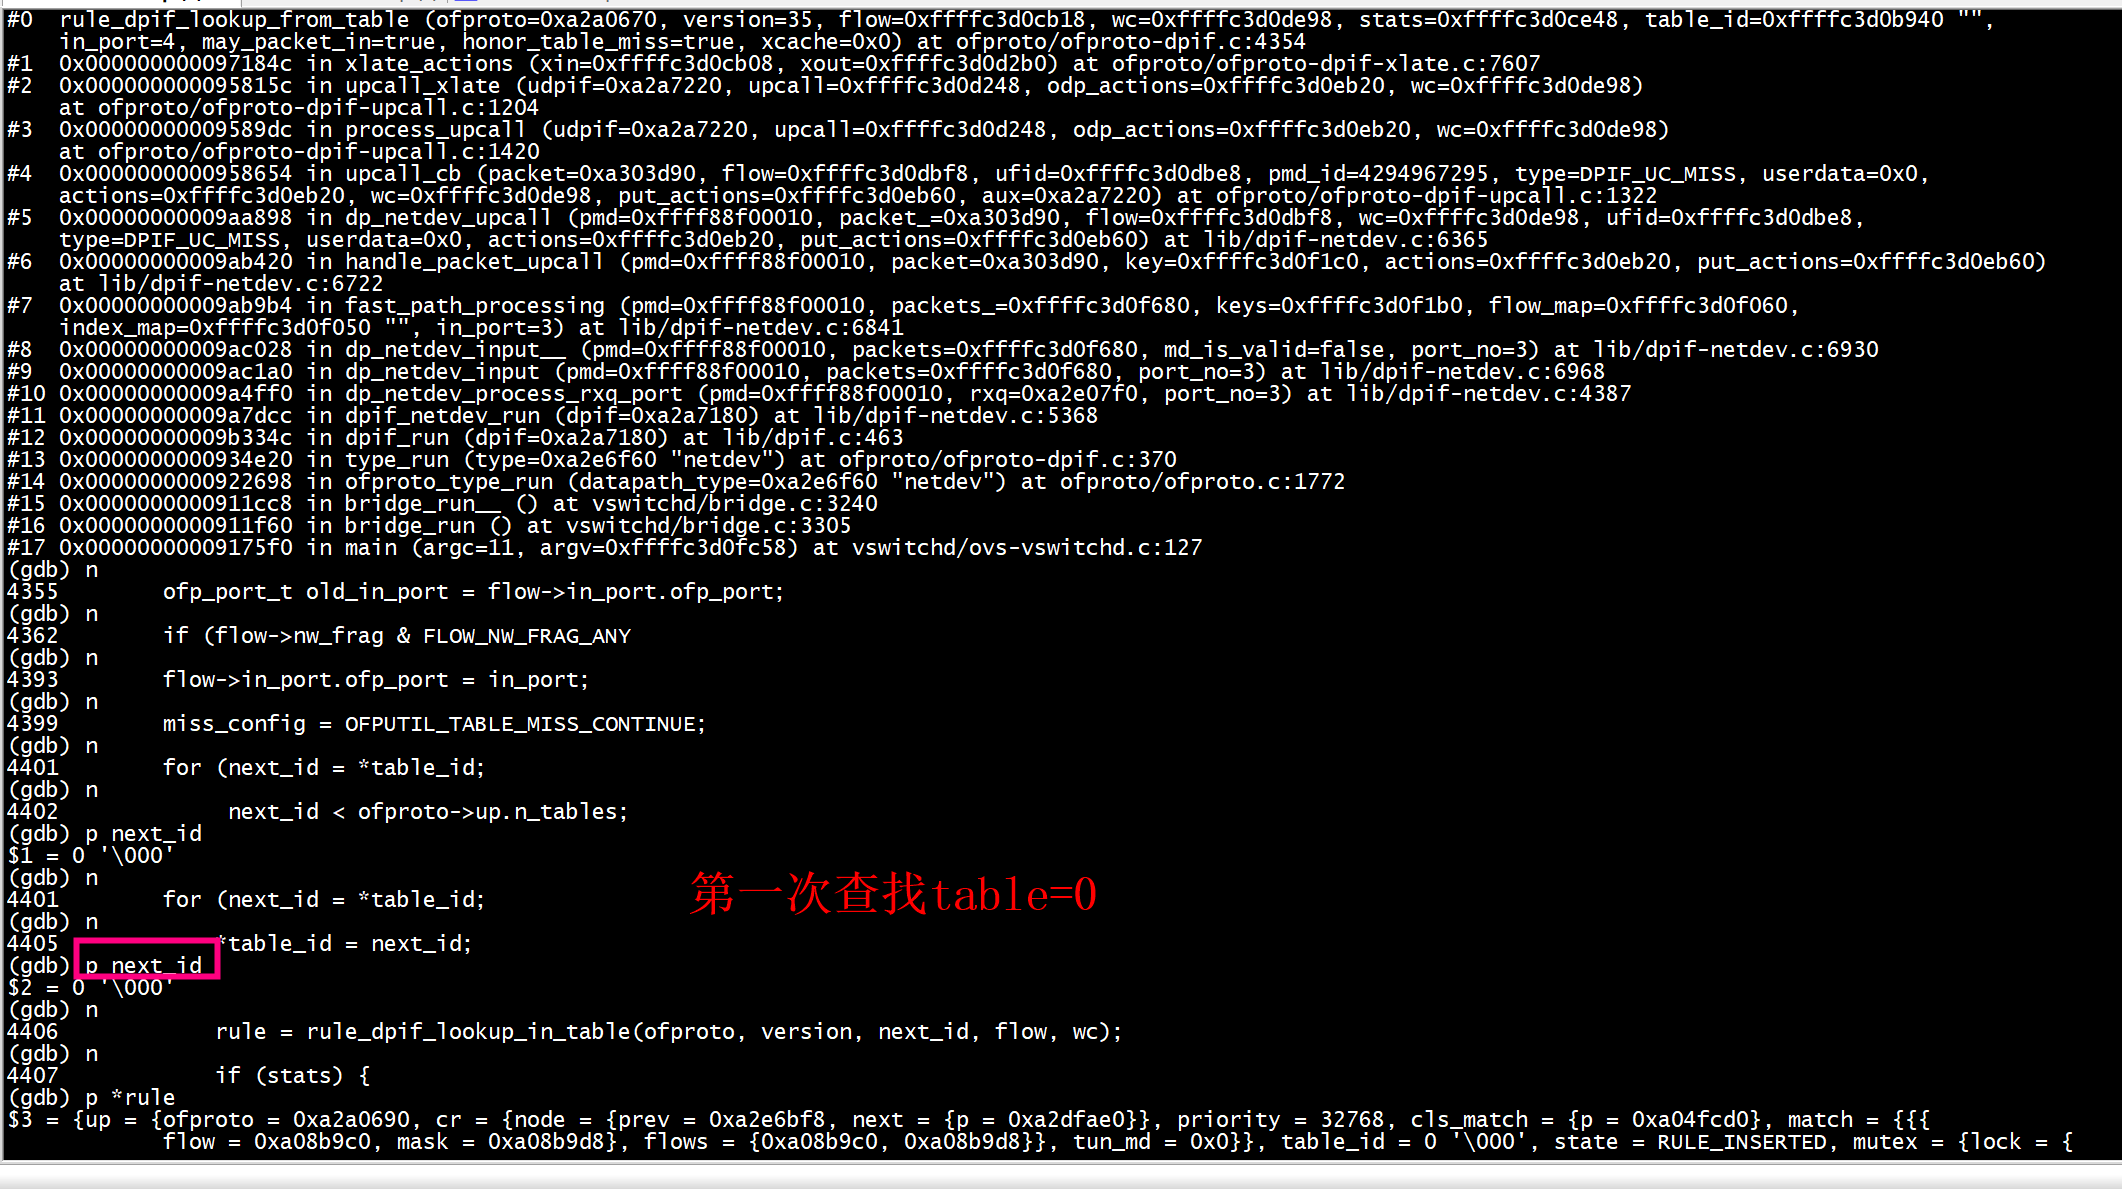 #0  rule_dpif_lookup_from_table (ofproto=0xa2a0670, version=35, flow=0xffffc3d0cb18, wc=0xffffc3d0de98, stats=0xffffc3d0ce48, table_id=0xffffc3d0b940 "",
    in_port=4, may_packet_in=true, honor_table_miss=true, xcache=0x0) at ofproto/ofproto-dpif.c:4354
#1  0x000000000097184c in xlate_actions (xin=0xffffc3d0cb08, xout=0xffffc3d0d2b0) at ofproto/ofproto-dpif-xlate.c:7607
#2  0x000000000095815c in upcall_xlate (udpif=0xa2a7220, upcall=0xffffc3d0d248, odp_actions=0xffffc3d0eb20, wc=0xffffc3d0de98)
    at ofproto/ofproto-dpif-upcall.c:1204
#3  0x00000000009589dc in process_upcall (udpif=0xa2a7220, upcall=0xffffc3d0d248, odp_actions=0xffffc3d0eb20, wc=0xffffc3d0de98)
    at ofproto/ofproto-dpif-upcall.c:1420
#4  0x0000000000958654 in upcall_cb (packet=0xa303d90, flow=0xffffc3d0dbf8, ufid=0xffffc3d0dbe8, pmd_id=4294967295, type=DPIF_UC_MISS, userdata=0x0,
    actions=0xffffc3d0eb20, wc=0xffffc3d0de98, put_actions=0xffffc3d0eb60, aux=0xa2a7220) at ofproto/ofproto-dpif-upcall.c:1322
#5  0x00000000009aa898 in dp_netdev_upcall (pmd=0xffff88f00010, packet_=0xa303d90, flow=0xffffc3d0dbf8, wc=0xffffc3d0de98, ufid=0xffffc3d0dbe8,
    type=DPIF_UC_MISS, userdata=0x0, actions=0xffffc3d0eb20, put_actions=0xffffc3d0eb60) at lib/dpif-netdev.c:6365
#6  0x00000000009ab420 in handle_packet_upcall (pmd=0xffff88f00010, packet=0xa303d90, key=0xffffc3d0f1c0, actions=0xffffc3d0eb20, put_actions=0xffffc3d0eb60)
    at lib/dpif-netdev.c:6722
#7  0x00000000009ab9b4 in fast_path_processing (pmd=0xffff88f00010, packets_=0xffffc3d0f680, keys=0xffffc3d0f1b0, flow_map=0xffffc3d0f060,
    index_map=0xffffc3d0f050 "", in_port=3) at lib/dpif-netdev.c:6841
#8  0x00000000009ac028 in dp_netdev_input__ (pmd=0xffff88f00010, packets=0xffffc3d0f680, md_is_valid=false, port_no=3) at lib/dpif-netdev.c:6930
#9  0x00000000009ac1a0 in dp_netdev_input (pmd=0xffff88f00010, packets=0xffffc3d0f680, port_no=3) at lib/dpif-netdev.c:6968
#10 0x00000000009a4ff0 in dp_netdev_process_rxq_port (pmd=0xffff88f00010, rxq=0xa2e07f0, port_no=3) at lib/dpif-netdev.c:4387
#11 0x00000000009a7dcc in dpif_netdev_run (dpif=0xa2a7180) at lib/dpif-netdev.c:5368
#12 0x00000000009b334c in dpif_run (dpif=0xa2a7180) at lib/dpif.c:463
#13 0x0000000000934e20 in type_run (type=0xa2e6f60 "netdev") at ofproto/ofproto-dpif.c:370
#14 0x0000000000922698 in ofproto_type_run (datapath_type=0xa2e6f60 "netdev") at ofproto/ofproto.c:1772
#15 0x0000000000911cc8 in bridge_run__ () at vswitchd/bridge.c:3240
#16 0x0000000000911f60 in bridge_run () at vswitchd/bridge.c:3305
#17 0x00000000009175f0 in main (argc=11, argv=0xffffc3d0fc58) at vswitchd/ovs-vswitchd.c:127
(gdb) n
4355        ofp_port_t old_in_port = flow->in_port.ofp_port;
(gdb) n
4362        if (flow->nw_frag & FLOW_NW_FRAG_ANY
(gdb) n
4393        flow->in_port.ofp_port = in_port;
(gdb) n
4399        miss_config = OFPUTIL_TABLE_MISS_CONTINUE;
(gdb) n
4401        for (next_id = *table_id;
(gdb) n
4402             next_id < ofproto->up.n_tables;
(gdb) p next_id
$1 = 0 '\000'
(gdb) n
4401        for (next_id = *table_id;
第一次查找table=0
(gdb) n
4405            *table_id = next_id;
(gdb) p next_id
$2 = 0 '\000'
(gdb) n
4406            rule = rule_dpif_lookup_in_table(ofproto, version, next_id, flow, wc);
(gdb) n
4407            if (stats) {
(gdb) p *rule
$3 = {up = {ofproto = 0xa2a0690, cr = {node = {prev = 0xa2e6bf8, next = {p = 0xa2dfae0}}, priority = 32768, cls_match = {p = 0xa04fcd0}, match = {{{
            flow = 0xa08b9c0, mask = 0xa08b9d8}, flows = {0xa08b9c0, 0xa08b9d8}}, tun_md = 0x0}}, table_id = 0 '\000', state = RULE_INSERTED, mutex = {lock = {